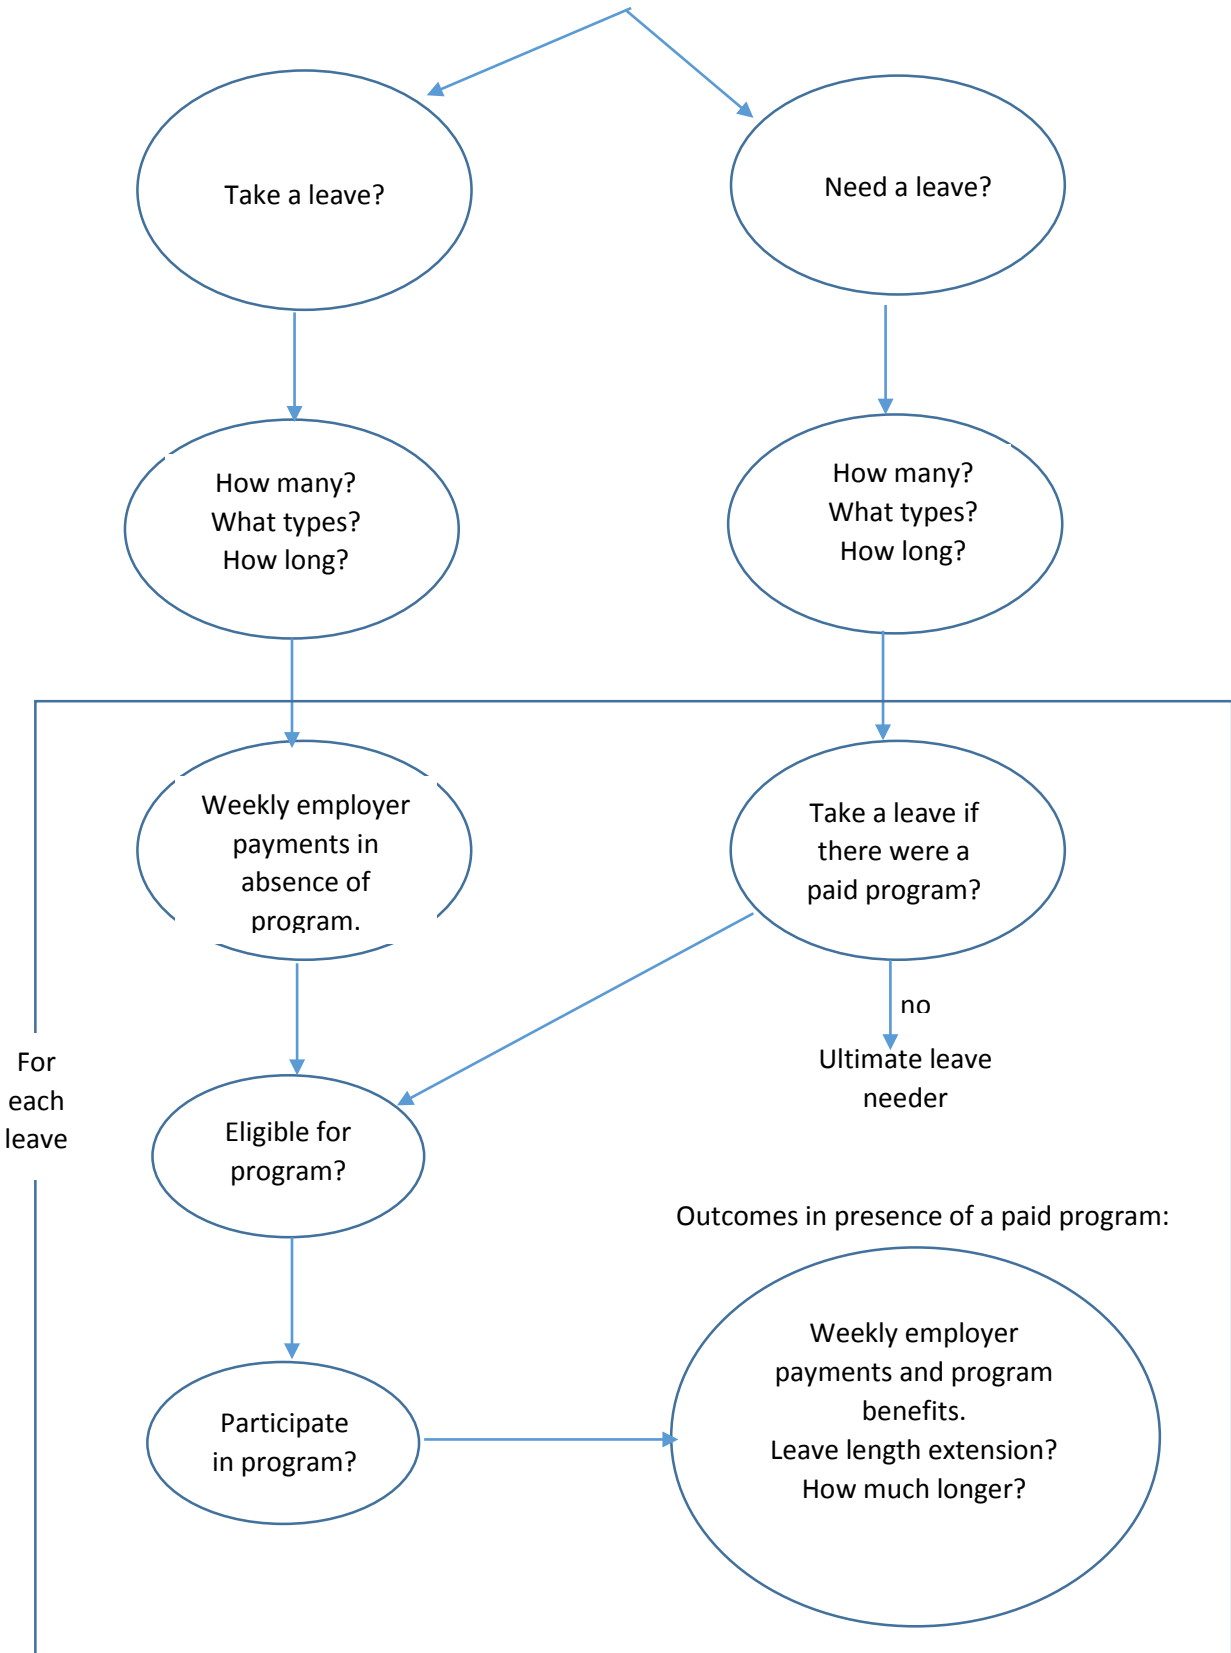 Take a leave?
Need a leave?
How many?
What types?
How long?
How many?
What types?
How long?
Weekly employer
payments in
absence of
program.
Take a leave if
there were a
paid program?
no
Ultimate leave
needer
For
each
leave
Eligible for
program?
Outcomes in presence of a paid program:
Weekly employer
payments and program
benefits.
Leave length extension?
How much longer?
Participate
in program?